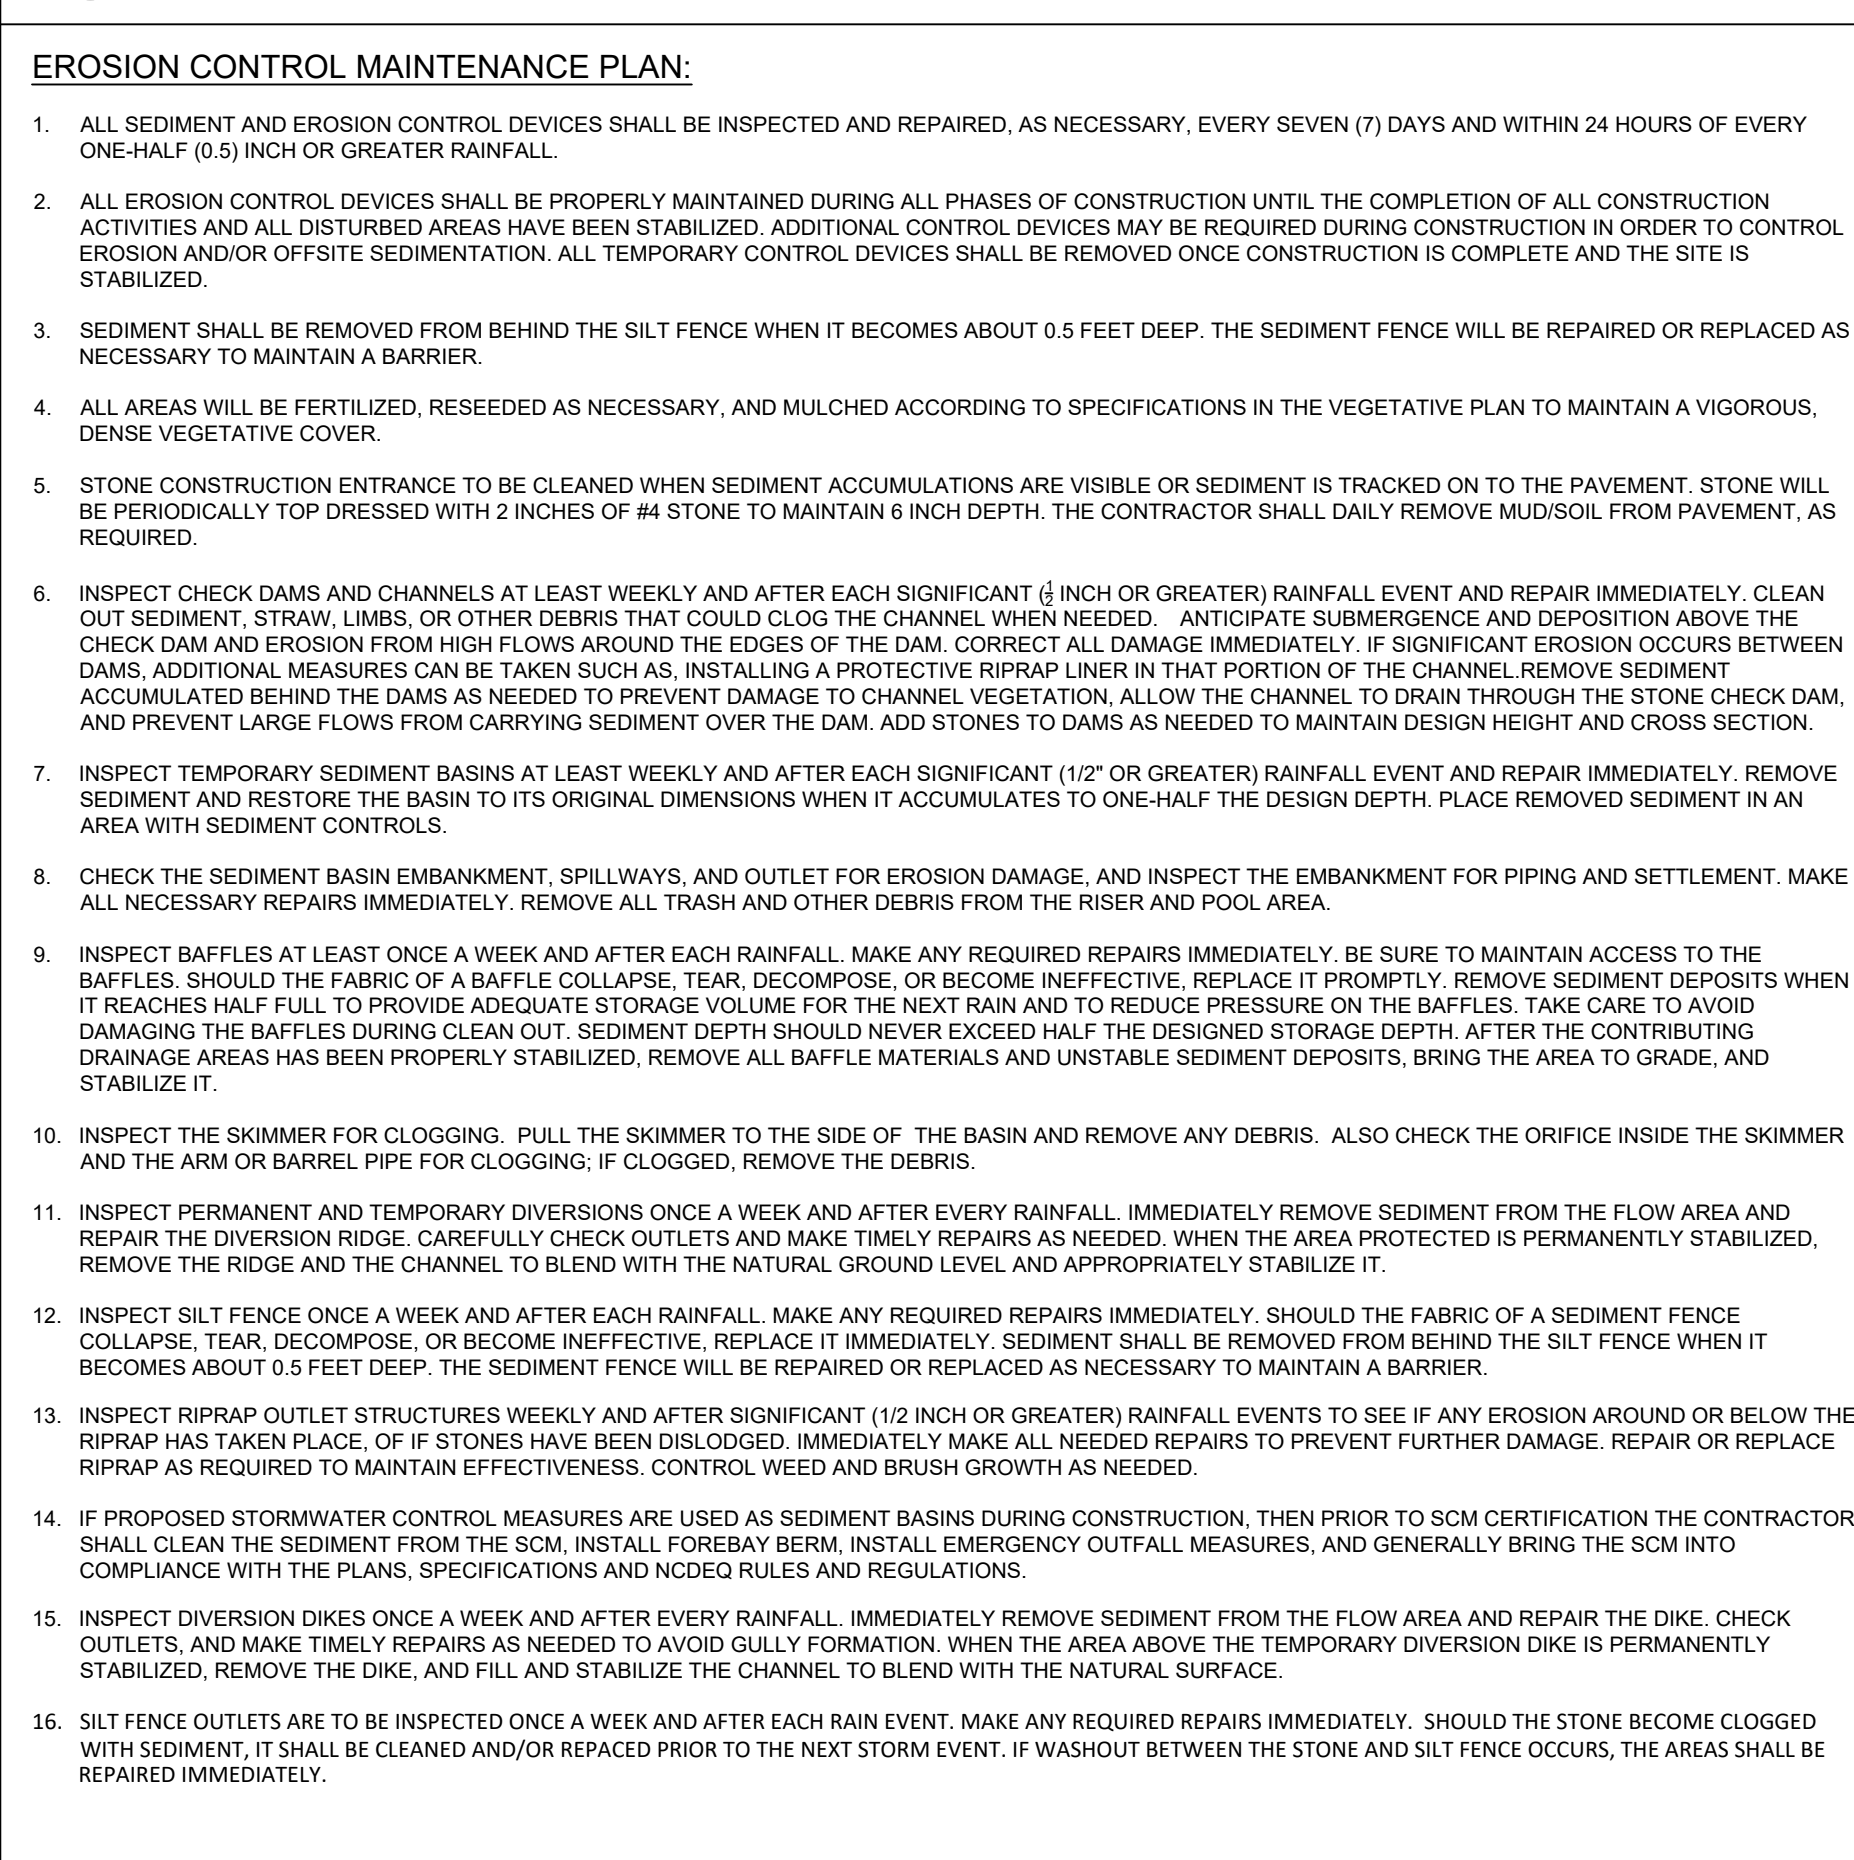 EROSION CONTROL MAINTENANCE PLAN:
1. ALL SEDIMENT AND EROSION CONTROL DEVICES SHALL BE INSPECTED AND REPAIRED, AS NECESSARY, EVERY SEVEN (7) DAYS AND WITHIN 24 HOURS OF EVERY
ONE-HALF (0.5) INCH OR GREATER RAINFALL.
2. ALL EROSION CONTROL DEVICES SHALL BE PROPERLY MAINTAINED DURING ALL PHASES OF CONSTRUCTION UNTIL THE COMPLETION OF ALL CONSTRUCTION
ACTIVITIES AND ALL DISTURBED AREAS HAVE BEEN STABILIZED. ADDITIONAL CONTROL DEVICES MAY BE REQUIRED DURING CONSTRUCTION IN ORDER TO CONTROL
EROSION AND/OR OFFSITE SEDIMENTATION. ALL TEMPORARY CONTROL DEVICES SHALL BE REMOVED ONCE CONSTRUCTION IS COMPLETE AND THE SITE IS
STABILIZED.
3. SEDIMENT SHALL BE REMOVED FROM BEHIND THE SILT FENCE WHEN IT BECOMES ABOUT 0.5 FEET DEEP. THE SEDIMENT FENCE WILL BE REPAIRED OR REPLACED AS
NECESSARY TO MAINTAIN A BARRIER.
4. ALL AREAS WILL BE FERTILIZED, RESEEDED AS NECESSARY, AND MULCHED ACCORDING TO SPECIFICATIONS IN THE VEGETATIVE PLAN TO MAINTAIN A VIGOROUS,
DENSE VEGETATIVE COVER.
5. STONE CONSTRUCTION ENTRANCE TO BE CLEANED WHEN SEDIMENT ACCUMULATIONS ARE VISIBLE OR SEDIMENT IS TRACKED ON TO THE PAVEMENT. STONE WILL
BE PERIODICALLY TOP DRESSED WITH 2 INCHES OF #4 STONE TO MAINTAIN 6 INCH DEPTH. THE CONTRACTOR SHALL DAILY REMOVE MUD/SOIL FROM PAVEMENT, AS
REQUIRED.
6. INSPECT CHECK DAMS AND CHANNELS AT LEAST WEEKLY AND AFTER EACH SIGNIFICANT (½ INCH OR GREATER) RAINFALL EVENT AND REPAIR IMMEDIATELY. CLEAN
OUT SEDIMENT, STRAW, LIMBS, OR OTHER DEBRIS THAT COULD CLOG THE CHANNEL WHEN NEEDED. ANTICIPATE SUBMERGENCE AND DEPOSITION ABOVE THE
CHECK DAM AND EROSION FROM HIGH FLOWS AROUND THE EDGES OF THE DAM. CORRECT ALL DAMAGE IMMEDIATELY. IF SIGNIFICANT EROSION OCCURS BETWEEN
DAMS, ADDITIONAL MEASURES CAN BE TAKEN SUCH AS, INSTALLING A PROTECTIVE RIPRAP LINER IN THAT PORTION OF THE CHANNEL.REMOVE SEDIMENT
ACCUMULATED BEHIND THE DAMS AS NEEDED TO PREVENT DAMAGE TO CHANNEL VEGETATION, ALLOW THE CHANNEL TO DRAIN THROUGH THE STONE CHECK DAM,
AND PREVENT LARGE FLOWS FROM CARRYING SEDIMENT OVER THE DAM. ADD STONES TO DAMS AS NEEDED TO MAINTAIN DESIGN HEIGHT AND CROSS SECTION.
7. INSPECT TEMPORARY SEDIMENT BASINS AT LEAST WEEKLY AND AFTER EACH SIGNIFICANT (1/2" OR GREATER) RAINFALL EVENT AND REPAIR IMMEDIATELY. REMOVE
SEDIMENT AND RESTORE THE BASIN TO ITS ORIGINAL DIMENSIONS WHEN IT ACCUMULATES TO ONE-HALF THE DESIGN DEPTH. PLACE REMOVED SEDIMENT IN AN
AREA WITH SEDIMENT CONTROLS.
8. CHECK THE SEDIMENT BASIN EMBANKMENT, SPILLWAYS, AND OUTLET FOR EROSION DAMAGE, AND INSPECT THE EMBANKMENT FOR PIPING AND SETTLEMENT. MAKE
ALL NECESSARY REPAIRS IMMEDIATELY. REMOVE ALL TRASH AND OTHER DEBRIS FROM THE RISER AND POOL AREA.
9. INSPECT BAFFLES AT LEAST ONCE A WEEK AND AFTER EACH RAINFALL. MAKE ANY REQUIRED REPAIRS IMMEDIATELY. BE SURE TO MAINTAIN ACCESS TO THE
BAFFLES. SHOULD THE FABRIC OF A BAFFLE COLLAPSE, TEAR, DECOMPOSE, OR BECOME INEFFECTIVE, REPLACE IT PROMPTLY. REMOVE SEDIMENT DEPOSITS WHEN
IT REACHES HALF FULL TO PROVIDE ADEQUATE STORAGE VOLUME FOR THE NEXT RAIN AND TO REDUCE PRESSURE ON THE BAFFLES. TAKE CARE TO AVOID
DAMAGING THE BAFFLES DURING CLEAN OUT. SEDIMENT DEPTH SHOULD NEVER EXCEED HALF THE DESIGNED STORAGE DEPTH. AFTER THE CONTRIBUTING
DRAINAGE AREAS HAS BEEN PROPERLY STABILIZED, REMOVE ALL BAFFLE MATERIALS AND UNSTABLE SEDIMENT DEPOSITS, BRING THE AREA TO GRADE, AND
STABILIZE IT.
10. INSPECT THE SKIMMER FOR CLOGGING. PULL THE SKIMMER TO THE SIDE OF THE BASIN AND REMOVE ANY DEBRIS. ALSO CHECK THE ORIFICE INSIDE THE SKIMMER
AND THE ARM OR BARREL PIPE FOR CLOGGING; IF CLOGGED, REMOVE THE DEBRIS.
11. INSPECT PERMANENT AND TEMPORARY DIVERSIONS ONCE A WEEK AND AFTER EVERY RAINFALL. IMMEDIATELY REMOVE SEDIMENT FROM THE FLOW AREA AND
REPAIR THE DIVERSION RIDGE. CAREFULLY CHECK OUTLETS AND MAKE TIMELY REPAIRS AS NEEDED. WHEN THE AREA PROTECTED IS PERMANENTLY STABILIZED,
REMOVE THE RIDGE AND THE CHANNEL TO BLEND WITH THE NATURAL GROUND LEVEL AND APPROPRIATELY STABILIZE IT.
12. INSPECT SILT FENCE ONCE A WEEK AND AFTER EACH RAINFALL. MAKE ANY REQUIRED REPAIRS IMMEDIATELY. SHOULD THE FABRIC OF A SEDIMENT FENCE
COLLAPSE, TEAR, DECOMPOSE, OR BECOME INEFFECTIVE, REPLACE IT IMMEDIATELY. SEDIMENT SHALL BE REMOVED FROM BEHIND THE SILT FENCE WHEN IT
BECOMES ABOUT 0.5 FEET DEEP. THE SEDIMENT FENCE WILL BE REPAIRED OR REPLACED AS NECESSARY TO MAINTAIN A BARRIER.
13. INSPECT RIPRAP OUTLET STRUCTURES WEEKLY AND AFTER SIGNIFICANT (1/2 INCH OR GREATER) RAINFALL EVENTS TO SEE IF ANY EROSION AROUND OR BELOW THE
RIPRAP HAS TAKEN PLACE, OF IF STONES HAVE BEEN DISLODGED. IMMEDIATELY MAKE ALL NEEDED REPAIRS TO PREVENT FURTHER DAMAGE. REPAIR OR REPLACE
RIPRAP AS REQUIRED TO MAINTAIN EFFECTIVENESS. CONTROL WEED AND BRUSH GROWTH AS NEEDED.
14. IF PROPOSED STORMWATER CONTROL MEASURES ARE USED AS SEDIMENT BASINS DURING CONSTRUCTION, THEN PRIOR TO SCM CERTIFICATION THE CONTRACTOR
SHALL CLEAN THE SEDIMENT FROM THE SCM, INSTALL FOREBAY BERM, INSTALL EMERGENCY OUTFALL MEASURES, AND GENERALLY BRING THE SCM INTO
COMPLIANCE WITH THE PLANS, SPECIFICATIONS AND NCDEQ RULES AND REGULATIONS.
15. INSPECT DIVERSION DIKES ONCE A WEEK AND AFTER EVERY RAINFALL. IMMEDIATELY REMOVE SEDIMENT FROM THE FLOW AREA AND REPAIR THE DIKE. CHECK
OUTLETS, AND MAKE TIMELY REPAIRS AS NEEDED TO AVOID GULLY FORMATION. WHEN THE AREA ABOVE THE TEMPORARY DIVERSION DIKE IS PERMANENTLY
STABILIZED, REMOVE THE DIKE, AND FILL AND STABILIZE THE CHANNEL TO BLEND WITH THE NATURAL SURFACE.
16. SILT FENCE OUTLETS ARE TO BE INSPECTED ONCE A WEEK AND AFTER EACH RAIN EVENT. MAKE ANY REQUIRED REPAIRS IMMEDIATELY. SHOULD THE STONE BECOME CLOGGED
WITH SEDIMENT, IT SHALL BE CLEANED AND/OR REPACED PRIOR TO THE NEXT STORM EVENT. IF WASHOUT BETWEEN THE STONE AND SILT FENCE OCCURS, THE AREAS SHALL BE
REPAIRED IMMEDIATELY.